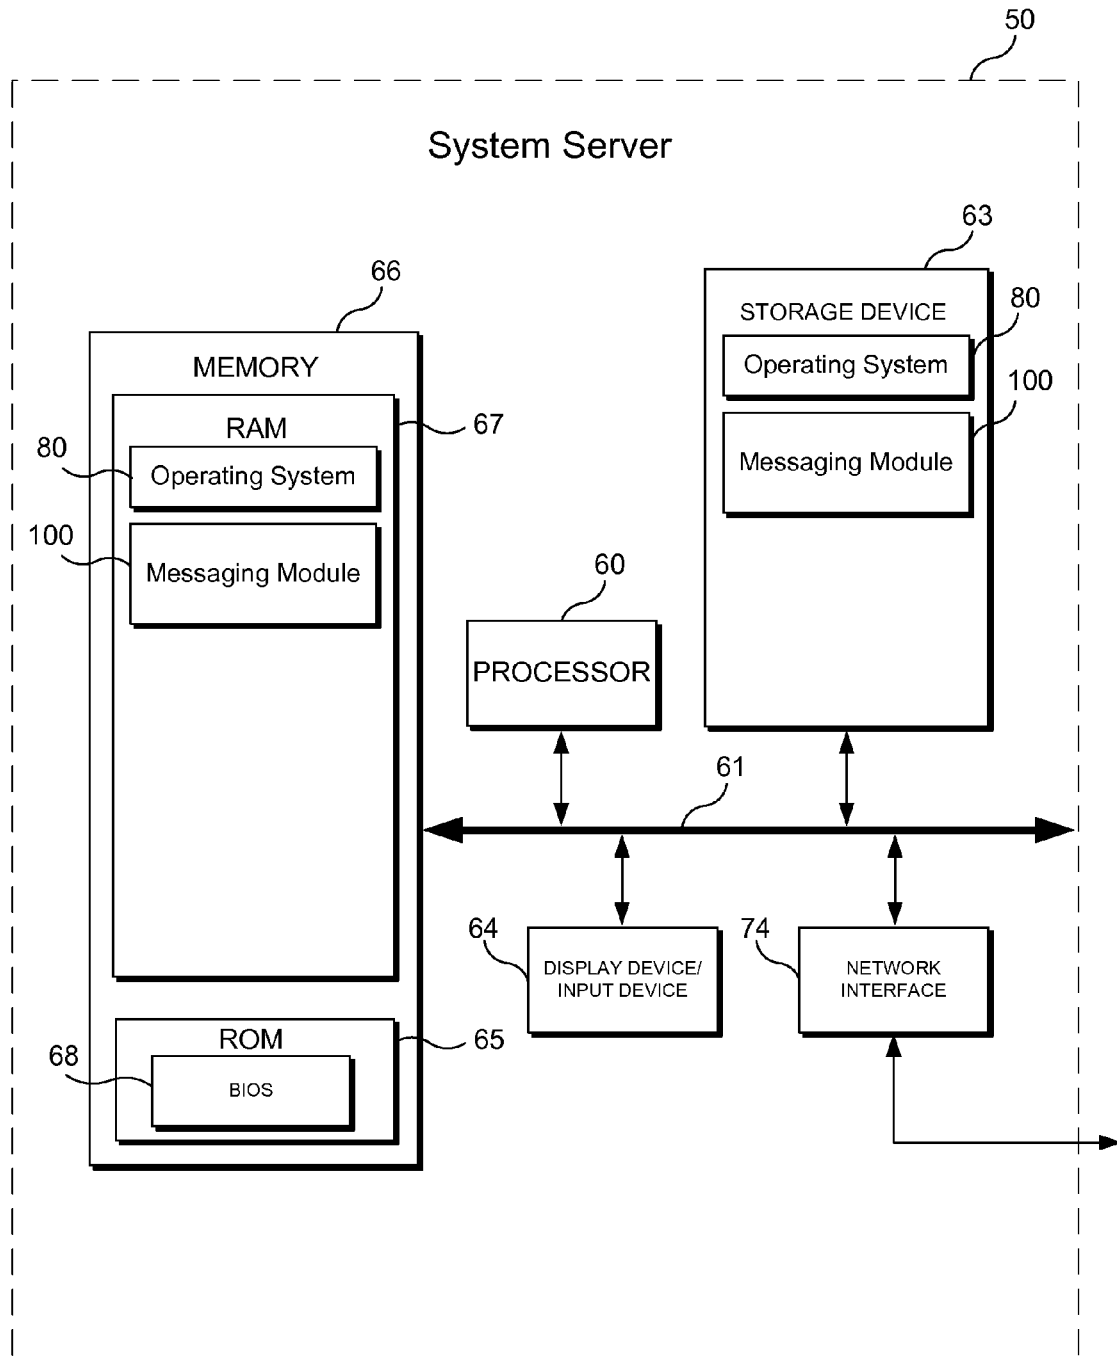 50
System Server
63
66
STORAGE DEVICE
80
Operating System
100
Messaging Module
MEMORY
RAM
67
80
Operating System
100
Messaging Module
60
PROCESSOR
61
64
DISPLAY DEVICE/
INPUT DEVICE
74
NETWORK
INTERFACE
ROM
65
68
BIOS